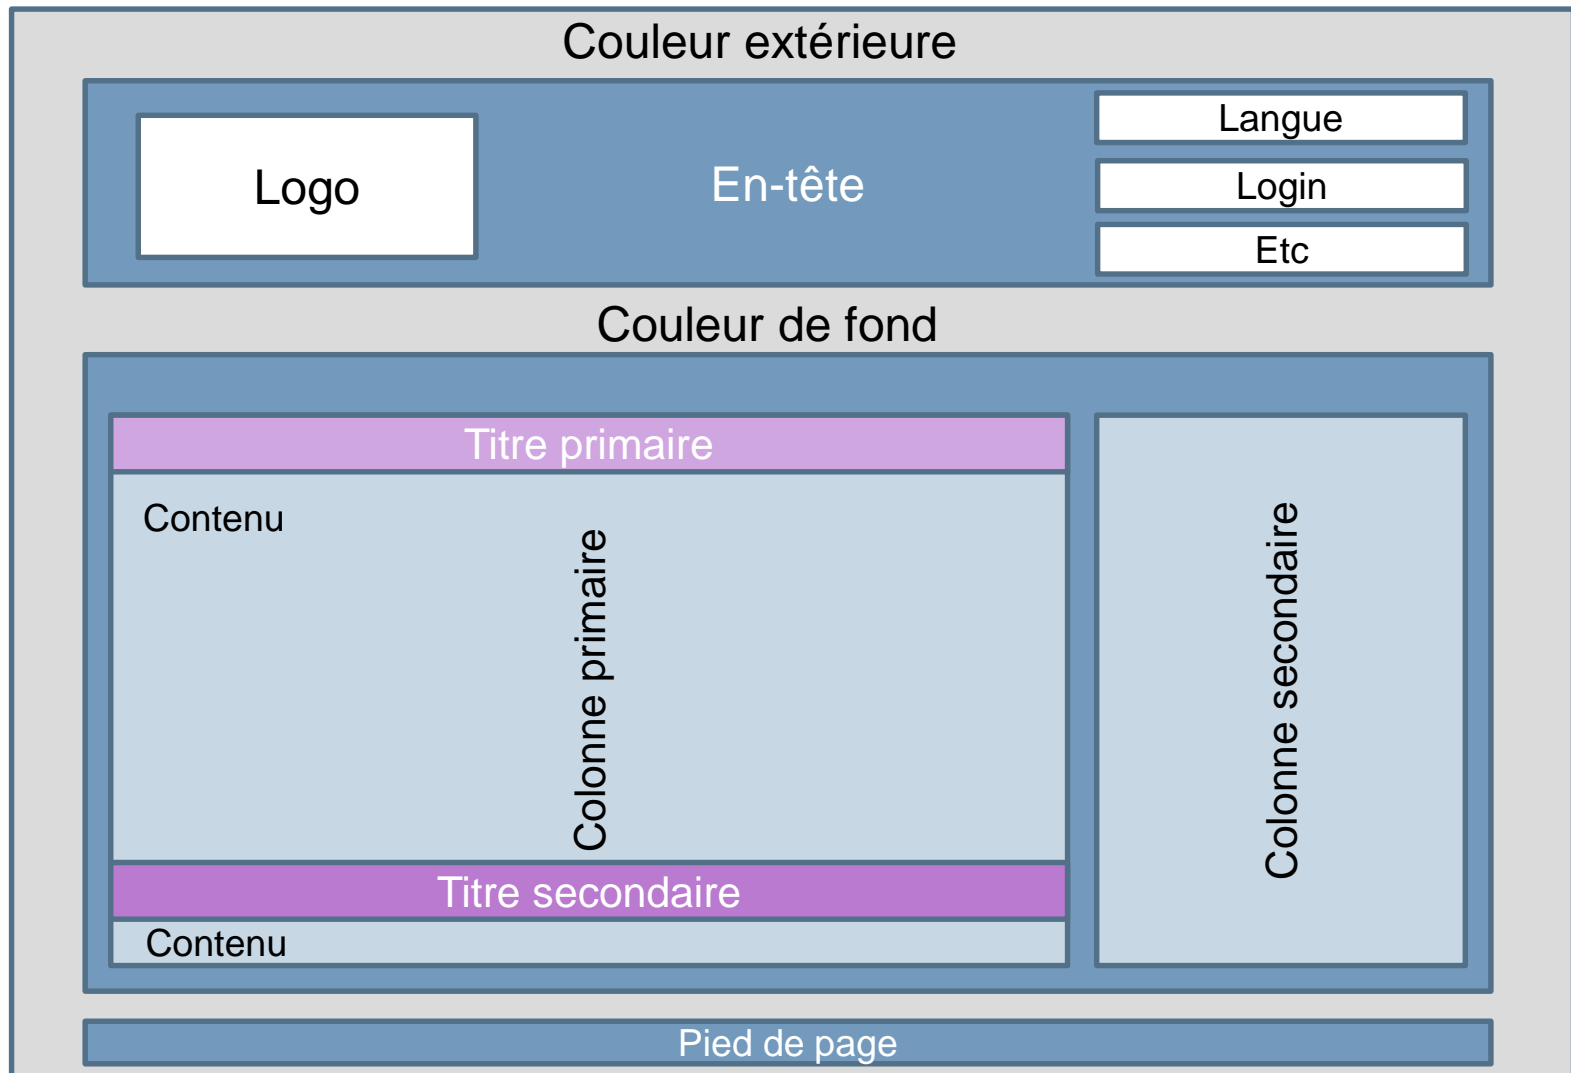 Couleur extérieure
Logo
En-tête
Langue
Login
Etc
Couleur de fond
Titre primaire
Contenu
Colonne primaire
Titre secondaire
Contenu
Colonne secondaire
Pied de page